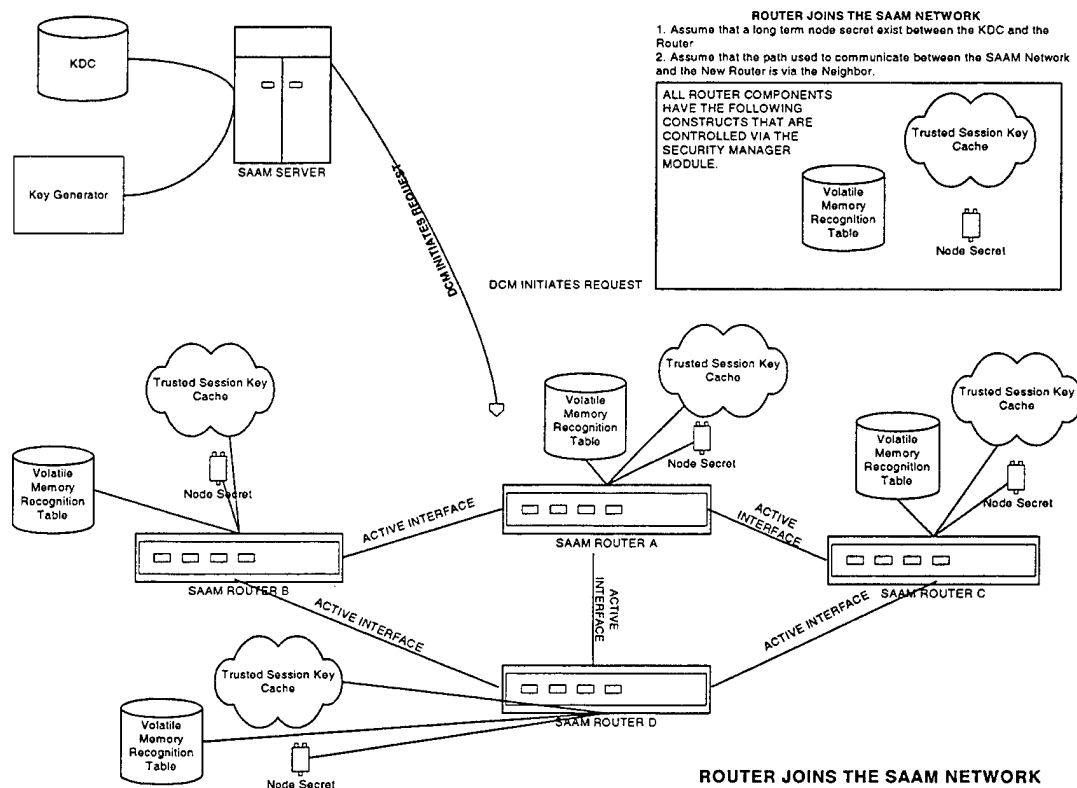 ROUTER JOINS THE SAAM NETWORK
1. Assume that a long term node secret exist between the KDC and the
Router
2. Assume that the path used to communicate between the SAAM Network
and the New Router is via the Neighbor.
ALL ROUTER COMPONENTS
HAVE THE FOLLOWING
CONSTRUCTS THAT ARE
CONTROLLED VIA THE
SECURITY MANAGER
MODULE.
Trusted Session Key
Cache
Volatile
Memory
Recognition
Table
Node Secret
KDC
Key Generator
SAAM SERVER
DCM INITIATES REQUEST
DCM INITIATES REQUEST
Trusted Session Key
Cache
Volatile
Memory
Recognition
Table
Node Secret
SAAM ROUTER B
Trusted Session Key
Cache
Volatile
Memory
Recognition
Table
Node Secret
SAAM ROUTER A
Trusted Session Key
Cache
Volatile
Memory
Recognition
Table
Node Secret
SAAM ROUTER C
ACTIVE INTERFACE
ACTIVE
INTERFACE
ACTIVE INTERFACE
ACTIVE
INTERFACE
ACTIVE INTERFACE
Trusted Session Key
Cache
Volatile
Memory
Recognition
Table
Node Secret
SAAM ROUTER D
ROUTER JOINS THE SAAM NETWORK